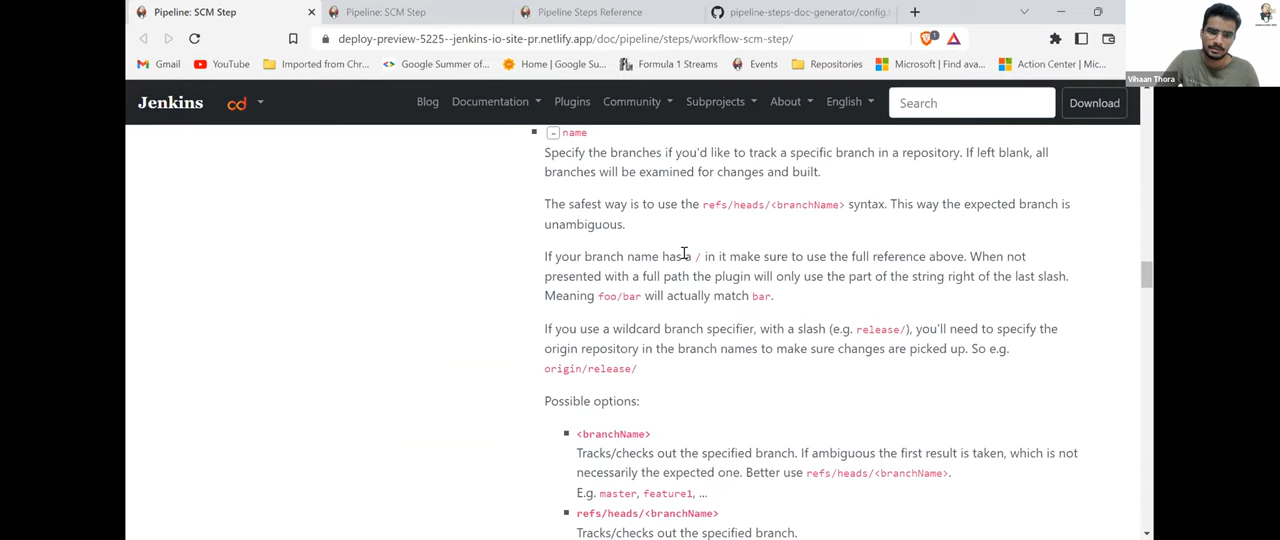 Pipeline: SCM Step
Pipeline: SCM Step
Pipeline Steps Reference
pipeline-steps-doc-generator/config.t
deploy-preview-5225--jenkins-io-site-pr.netlify.app/doc/pipeline/steps/workflow-scm-step/
1
Gmail
YouTube
Imported from Chr...
Google Summer of...
Home | Google Su...
Formula 1 Streams
Events
Repositories
Microsoft | Find ava...
Action Center | Mic...
Vihaan Thora
Jenkins
cd
Blog
Documentation
Plugins
Community
Subprojects
About
English
Search
Download
- name
Specify the branches if you'd like to track a specific branch in a repository. If left blank, all
branches will be examined for changes and built.
The safest way is to use the refs/heads/<branchName> syntax. This way the expected branch is
unambiguous.
If your branch name has a / in it make sure to use the full reference above. When not
presented with a full path the plugin will only use the part of the string right of the last slash.
Meaning foo/bar will actually match bar.
If you use a wildcard branch specifier, with a slash (e.g. release/), you'll need to specify the
origin repository in the branch names to make sure changes are picked up. So e.g.
origin/release/
Possible options:
<branchName>
Tracks/checks out the specified branch. If ambiguous the first result is taken, which is not
necessarily the expected one. Better use refs/heads/<branchName>.
E.g. master, feature1, ...
refs/heads/<branchName>
Tracks/checks out the specified branch.